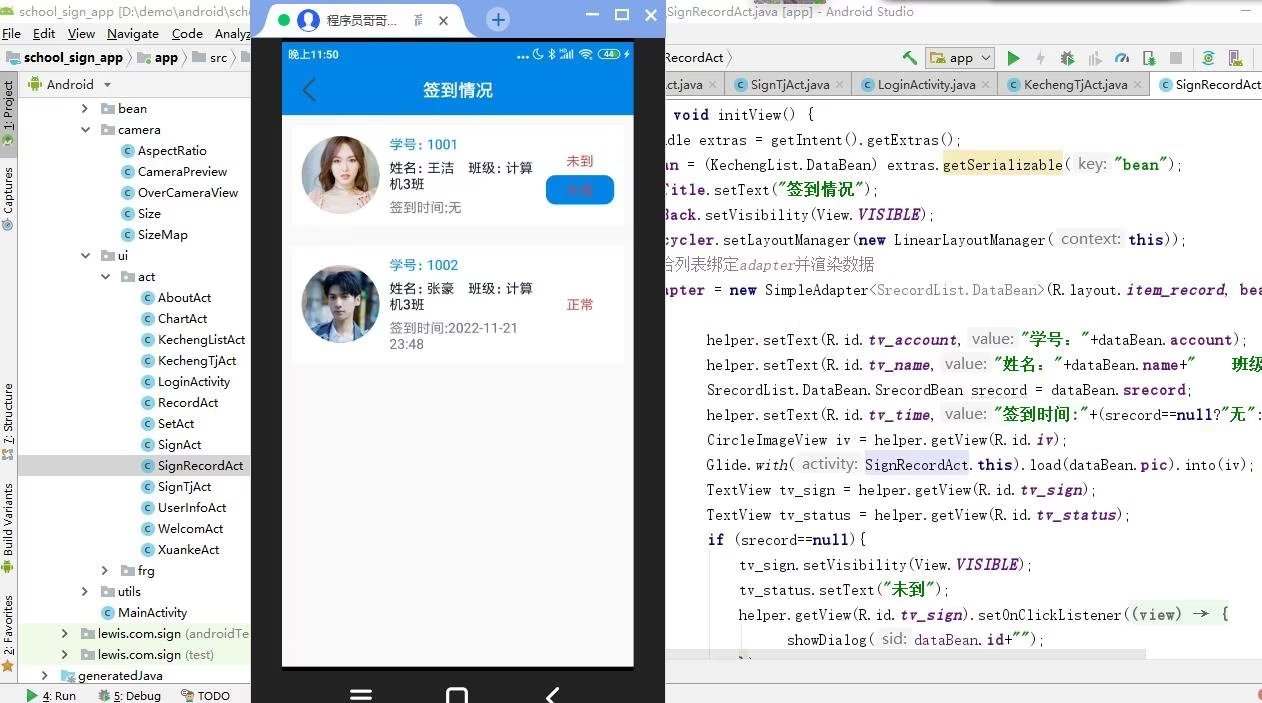 school_sign_app [D:\demo\android\sch
SignRecordAct.java [app] - Android Studio
File Edit View Navigate Code Analyz
school_sign_app app src
RecordAct
app
Android
ct.java
SignTjAct.java
LoginActivity.java
KechengTjAct.java
SignRecordAct
1: Project
Captures
7: Structure
Build Variants
2: Favorites
bean
camera
AspectRatio
CameraPreview
OverCameraView
Size
SizeMap
ui
act
AboutAct
ChartAct
KechengListAct
KechengTjAct
LoginActivity
RecordAct
SetAct
SignAct
SignRecordAct
SignTjAct
UserInfoAct
WelcomAct
XuankeAct
frg
utils
MainActivity
lewis.com.sign (androidTe
lewis.com.sign (test)
generatedJava
4: Run 5: Debug TODO
程序员哥哥...
晚上11:50
44
签到情况
学号: 1001
姓名: 王洁 班级: 计算
机3班
签到时间:无
未到
学号: 1002
姓名: 张豪 班级: 计算
机3班
签到时间:2022-11-21
23:48
正常
void initView() {
dle extras = getIntent().getExtras();
an = (KechengList.DataBean) extras.getSerializable( key: "bean");
Title.setText("签到情况");
Back.setVisibility(View.VISIBLE);
cycler.setLayoutManager(new LinearLayoutManager( context: this));
给列表绑定adapter并渲染数据
apter = new SimpleAdapter<SrecordList.DataBean>(R.layout.item_record, bea
helper.setText(R.id.tv_account, value: "学号: "+dataBean.account);
helper.setText(R.id.tv_name, value: "姓名: "+dataBean.name+" 班级
SrecordList.DataBean.SrecordBean srecord = dataBean.srecord;
helper.setText(R.id.tv_time, value: "签到时间:"+(srecord==null?"无":
CircleImageView iv = helper.getView(R.id.iv);
Glide.with( activity: SignRecordAct.this).load(dataBean.pic).into(iv);
TextView tv_sign = helper.getView(R.id.tv_sign);
TextView tv_status = helper.getView(R.id.tv_status);
if (srecord==null){
tv_sign.setVisibility(View.VISIBLE);
tv_status.setText("未到");
helper.getView(R.id.tv_sign).setOnClickListener((view) → {
showDialog( sid: dataBean.id+"");